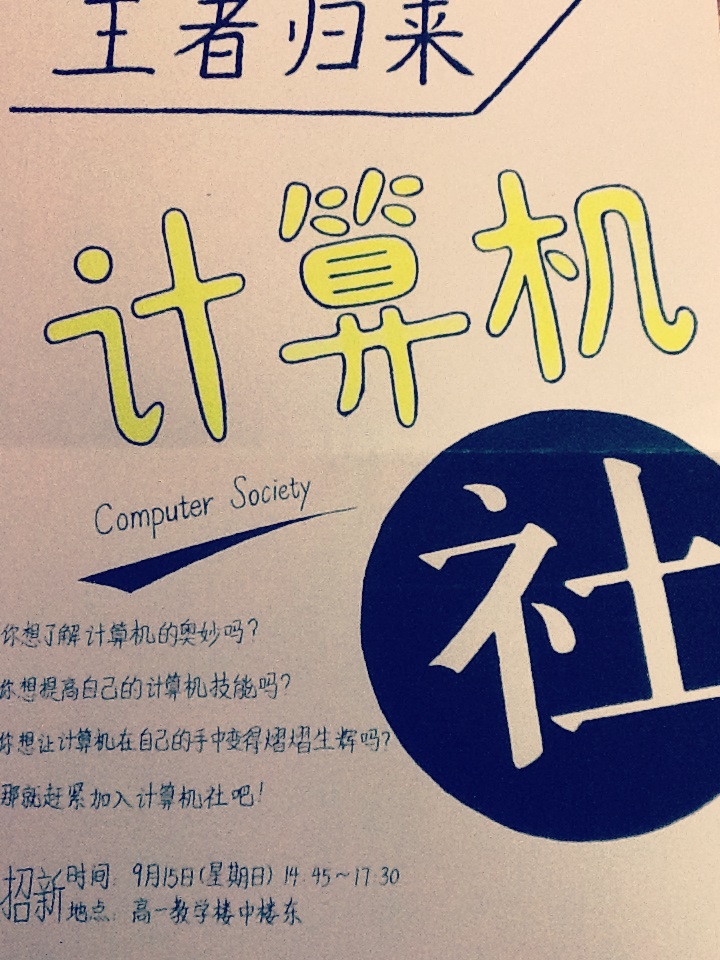 王者归来
计算机
社
Computer Society
你想了解计算机的奥妙吗?
你想提高自己的计算机技能吗?
你想让计算机在自己的手中变得熠熠生辉吗?
那就赶紧加入计算机社吧!
招新
时间: 9月15日(星期日) 14:45~17:30
地点: 高一教学楼中楼东